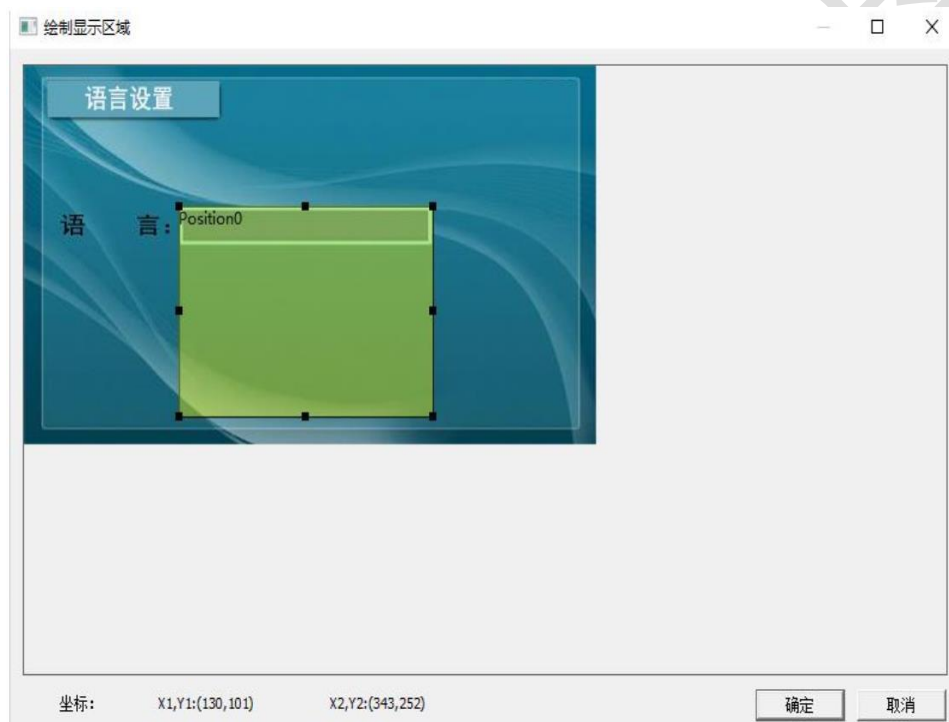 绘制显示区域
语言设置
语 言：Position0
坐标： X1,Y1:(130,101) X2,Y2:(343,252) 确定 取消